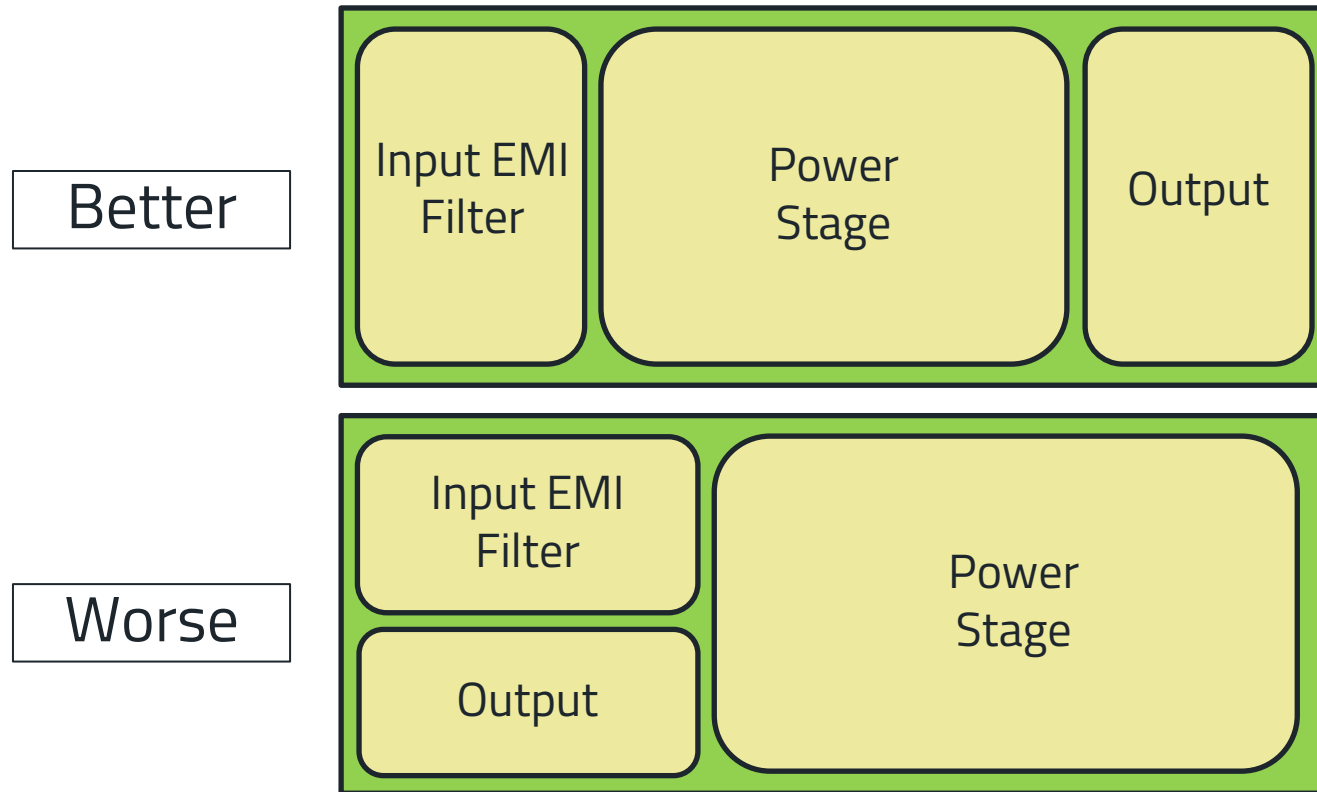 Better
Input EMI
Filter
Power
Stage
Output
Worse
Input EMI
Filter
Output
Power
Stage